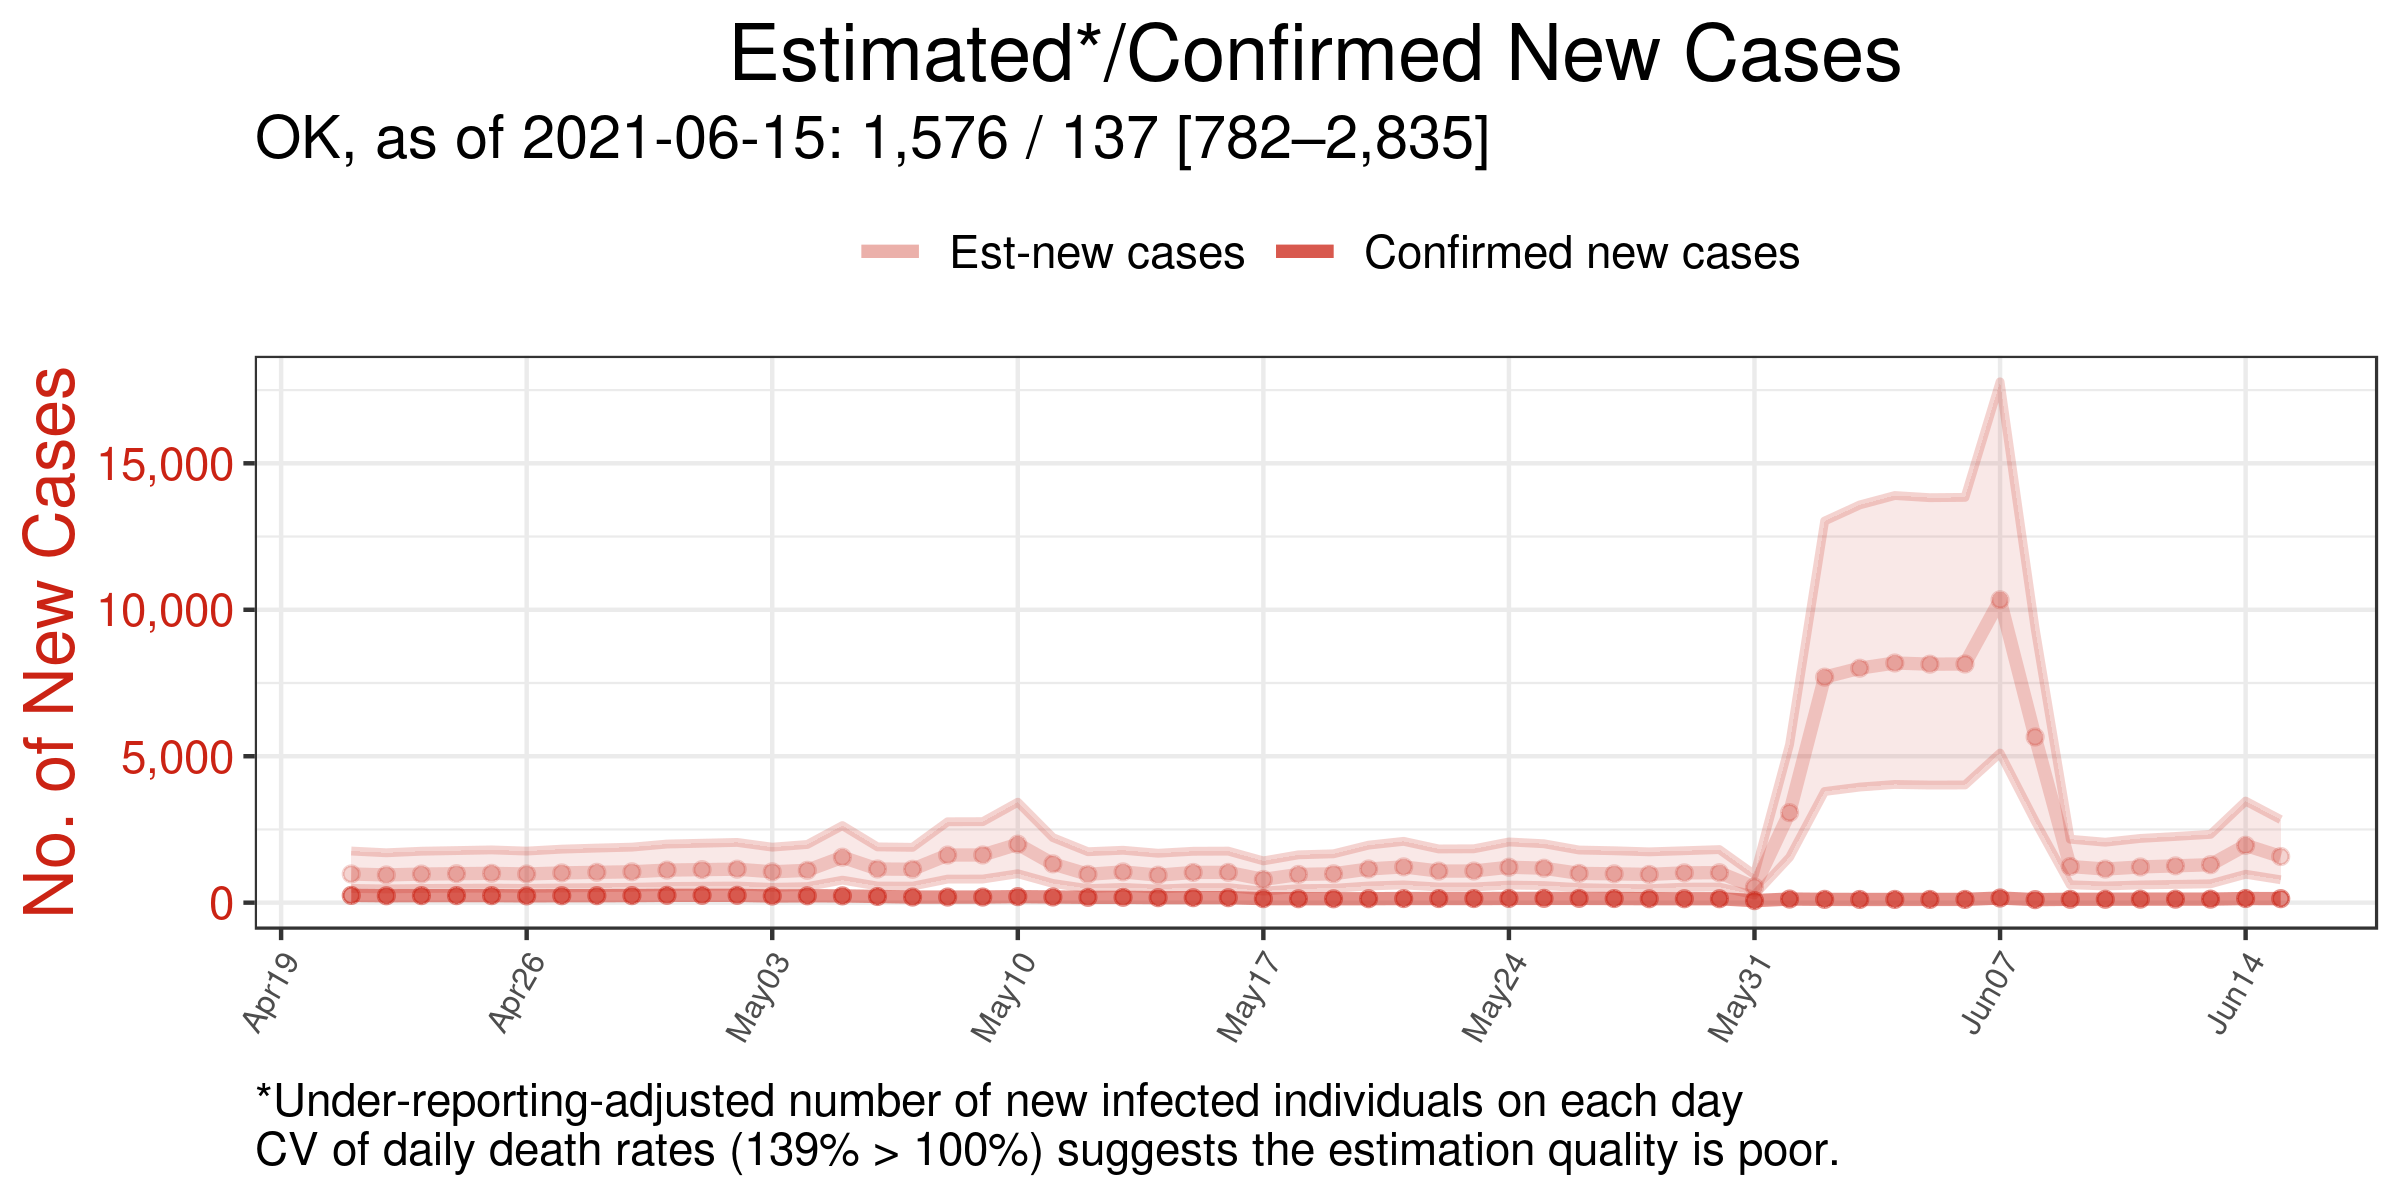 Estimated*/Confirmed New Cases
OK, as of 2021-06-15: 1,576 / 137 [782–2,835]
Est-new cases
Confirmed new cases
No. of New Cases
15,000
10,000
5,000
0
Apr19
Apr26
May03
May10
May17
May24
May31
Jun07
Jun14
*Under-reporting-adjusted number of new infected individuals on each day
CV of daily death rates (139% > 100%) suggests the estimation quality is poor.